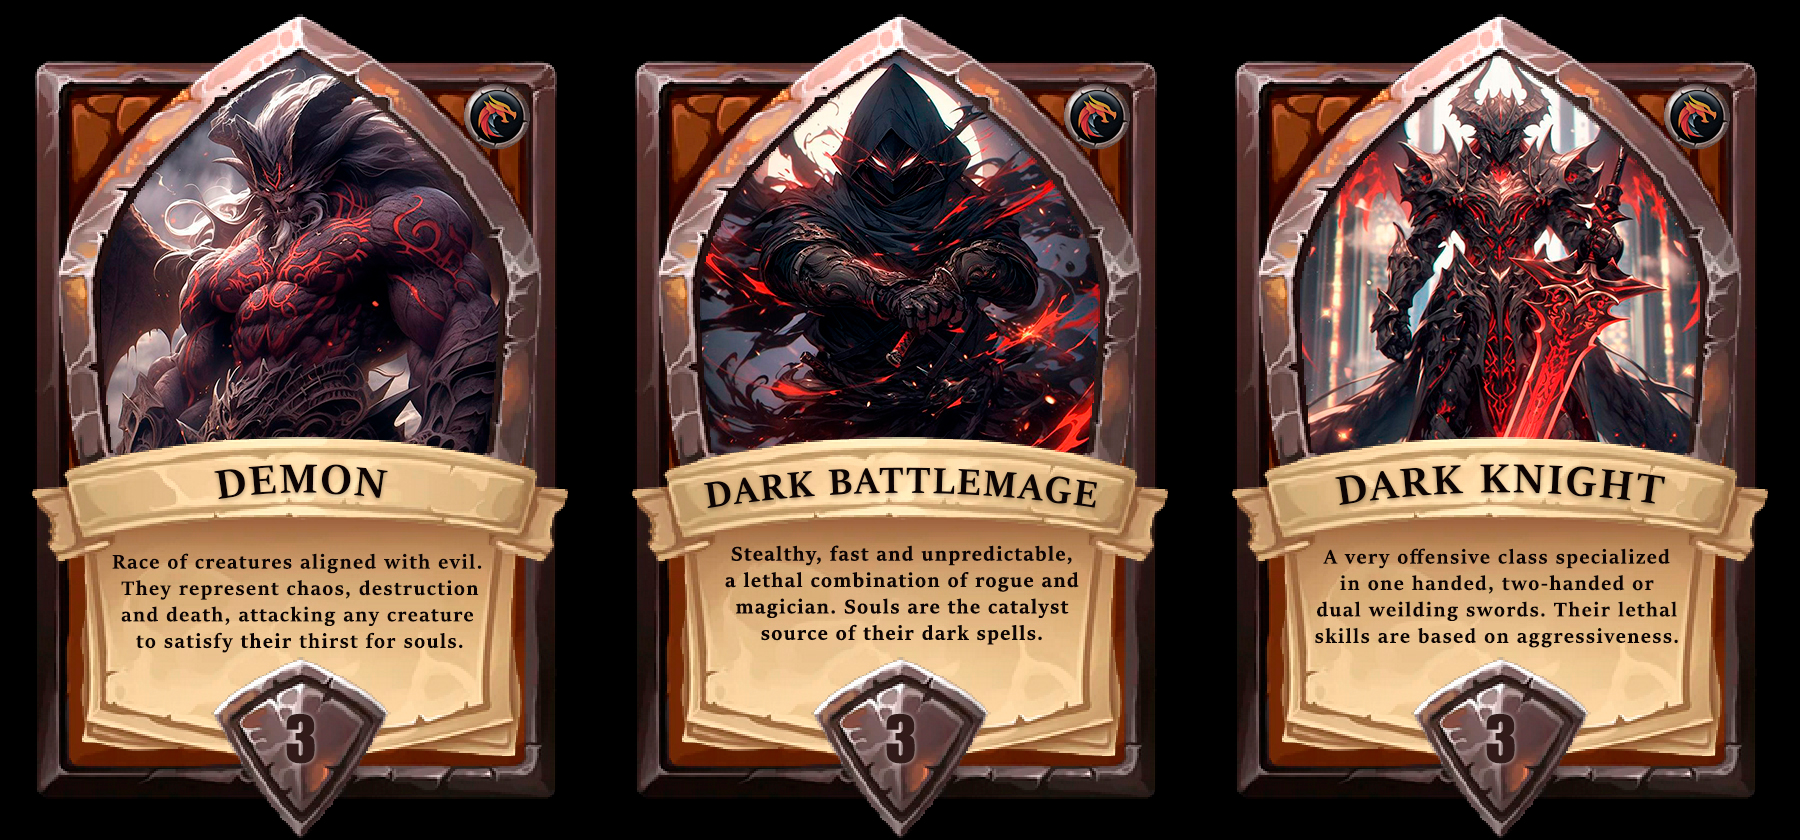 DEMON
Race of creatures aligned with evil.
They represent chaos, destruction
and death, attacking any creature
to satisfy their thirst for souls.
3
DARK BATTLEMAGE
Stealthy, fast and unpredictable,
a lethal combination of rogue and
magician. Souls are the catalyst
source of their dark spells.
3
DARK KNIGHT
A very offensive class specialized
in one handed, two-handed or
dual weilding swords. Their lethal
skills are based on aggressiveness.
3